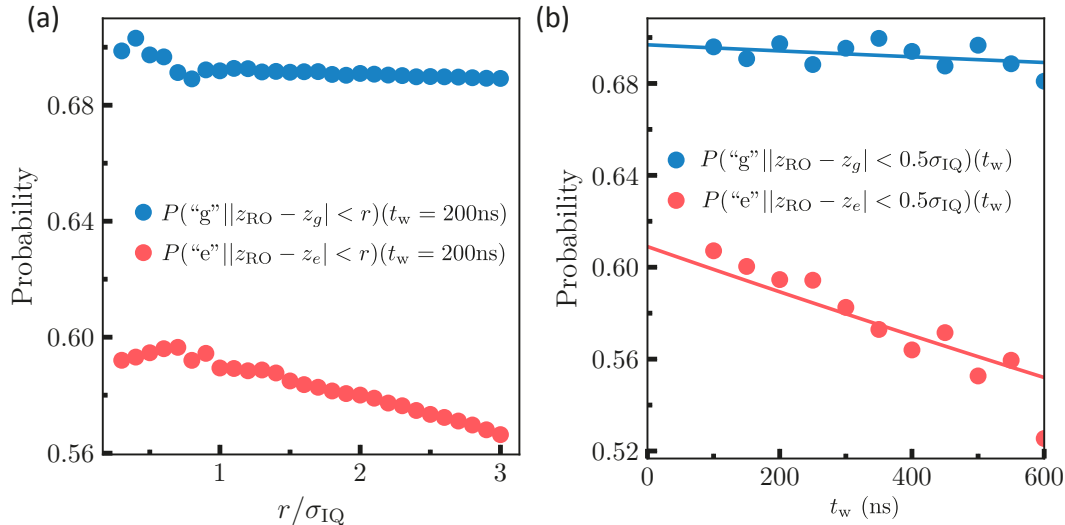 (a)
Probability
0.68
0.64
0.60
0.56
1
2
3
r/σ_IQ
P("g"||z_RO − z_g| < r)(t_w = 200ns)
P("e"||z_RO − z_e| < r)(t_w = 200ns)
(b)
Probability
0.68
0.64
0.60
0.56
0.52
0
200
400
600
t_w (ns)
P("g"||z_RO − z_g| < 0.5σ_IQ)(t_w)
P("e"||z_RO − z_e| < 0.5σ_IQ)(t_w)